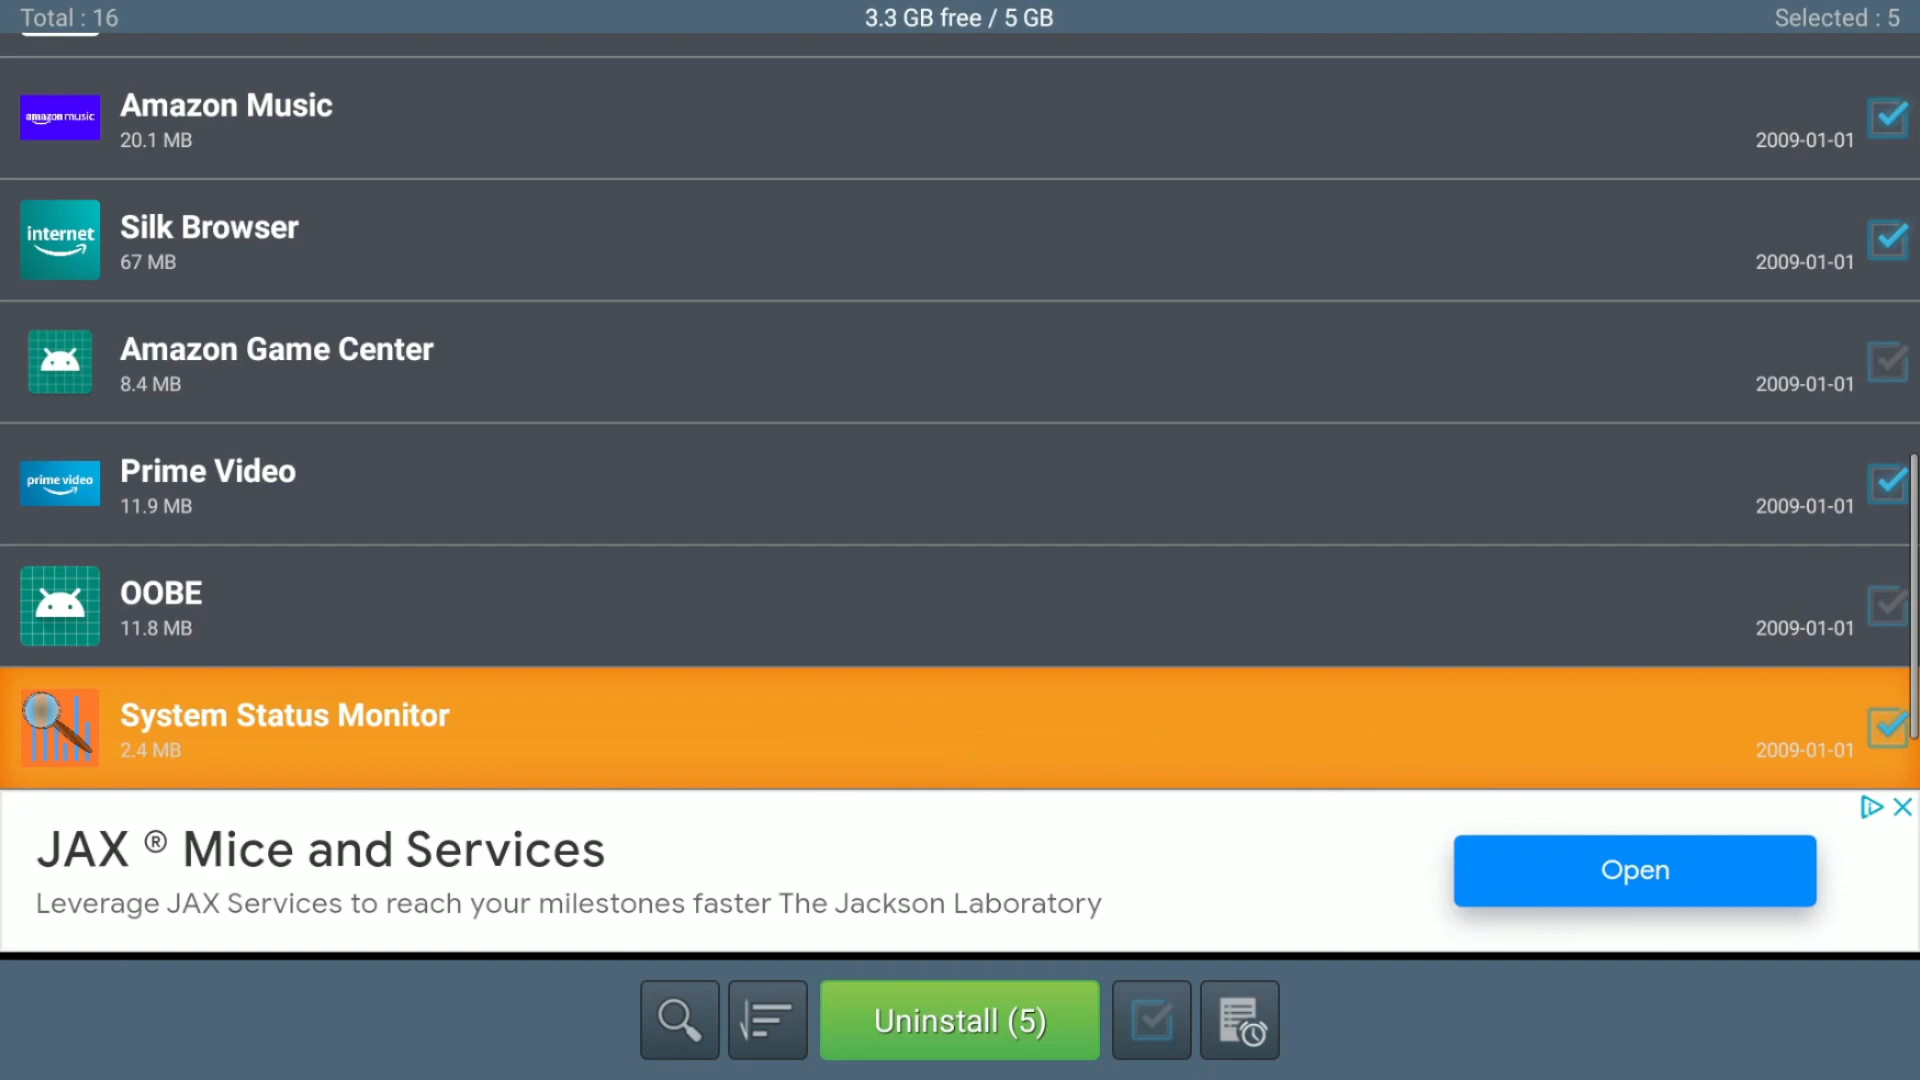 Total : 16
3.3 GB free / 5 GB
Selected : 5
amazon music
Amazon Music
20.1 MB
2009-01-01
internet
Silk Browser
67 MB
2009-01-01
Amazon Game Center
8.4 MB
2009-01-01
prime video
Prime Video
11.9 MB
2009-01-01
OOBE
11.8 MB
2009-01-01
System Status Monitor
2.4 MB
2009-01-01
JAX ® Mice and Services
Leverage JAX Services to reach your milestones faster The Jackson Laboratory
Open
Uninstall (5)